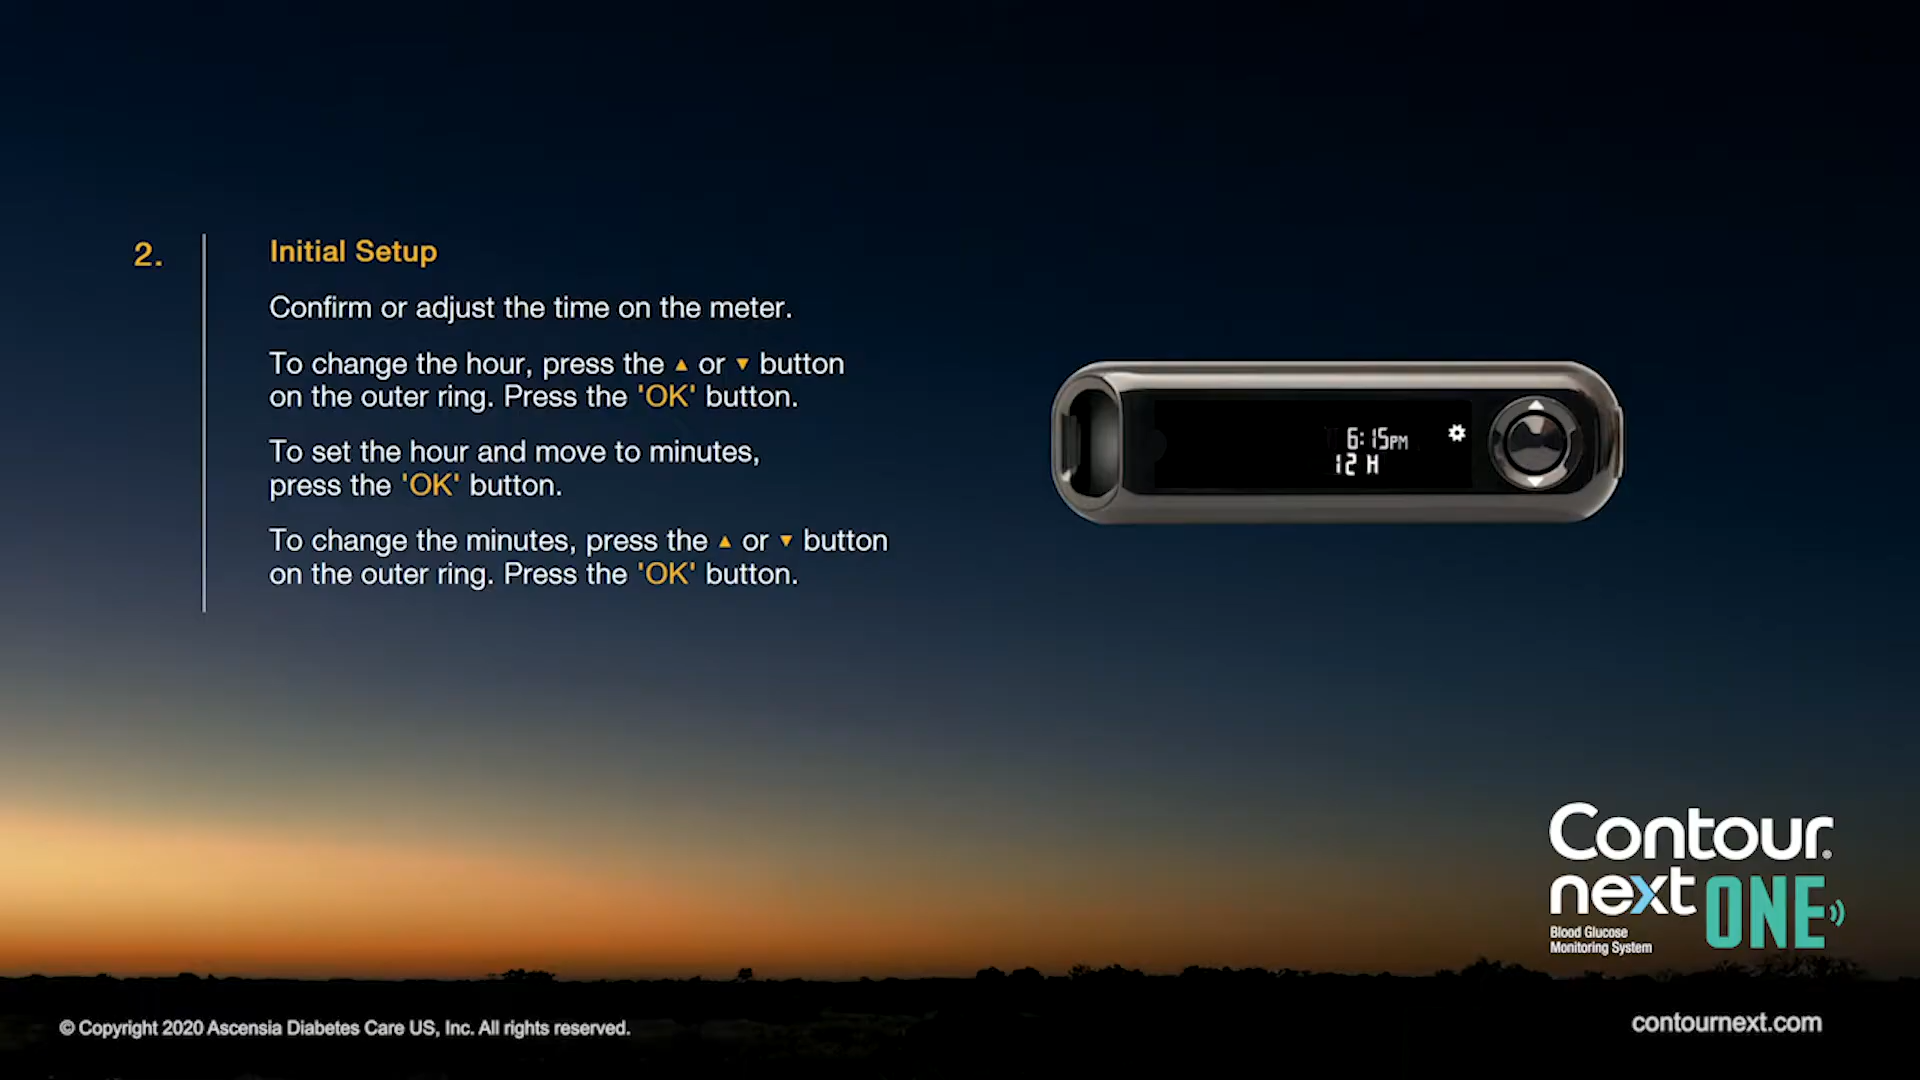 2.
Initial Setup
Confirm or adjust the time on the meter.
To change the hour, press the ▲ or ▼ button
on the outer ring. Press the 'OK' button.
To set the hour and move to minutes,
press the 'OK' button.
To change the minutes, press the ▲ or ▼ button
on the outer ring. Press the 'OK' button.
6:15PM
12 H
Contour®
next ONE
Blood Glucose
Monitoring System
© Copyright 2020 Ascensia Diabetes Care US, Inc. All rights reserved.
contournext.com